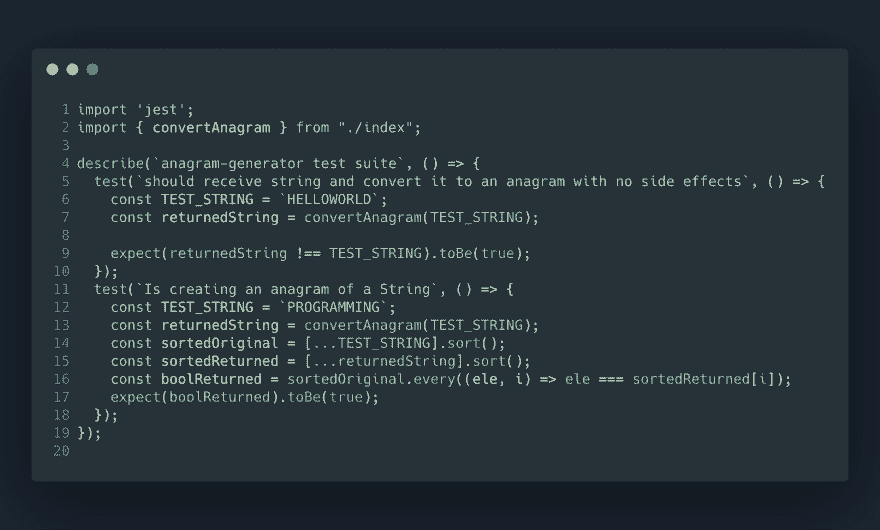 1 import 'jest';
2 import { convertAnagram } from "./index";
3
4 describe(`anagram-generator test suite`, () => {
5   test(`should receive string and convert it to an anagram with no side effects`, () => {
6     const TEST_STRING = `HELLOWORLD`;
7     const returnedString = convertAnagram(TEST_STRING);
8
9     expect(returnedString !== TEST_STRING).toBe(true);
10   });
11   test(`Is creating an anagram of a String`, () => {
12     const TEST_STRING = `PROGRAMMING`;
13     const returnedString = convertAnagram(TEST_STRING);
14     const sortedOriginal = [...TEST_STRING].sort();
15     const sortedReturned = [...returnedString].sort();
16     const boolReturned = sortedOriginal.every((ele, i) => ele === sortedReturned[i]);
17     expect(boolReturned).toBe(true);
18   });
19 });
20